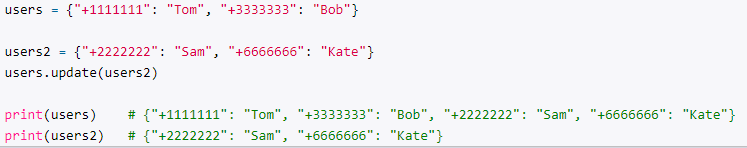 users = {"+1111111": "Tom", "+3333333": "Bob"}
users2 = {"+2222222": "Sam", "+6666666": "Kate"}
users.update(users2)
print(users)    # {"+1111111": "Tom", "+3333333": "Bob", "+2222222": "Sam", "+6666666": "Kate"}
print(users2)   # {"+2222222": "Sam", "+6666666": "Kate"}